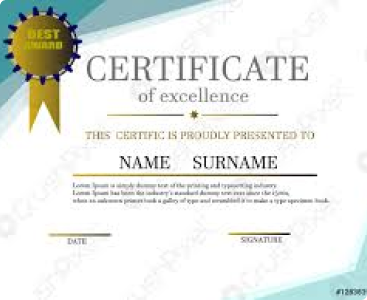 BEST
AWARD
CERTIFICATE
of excellence
THIS CERTIFIC IS PROUDLY PRESENTED TO
NAME SURNAME
Lorem Ipsum is simply dummy text of the printing and typesetting industry.
Lorem Ipsum has been the industry's standard dummy text ever since the 1500s,
when an unknown printer took a galley of type and scrambled it to make a type specimen book.
DATE
SIGNATURE